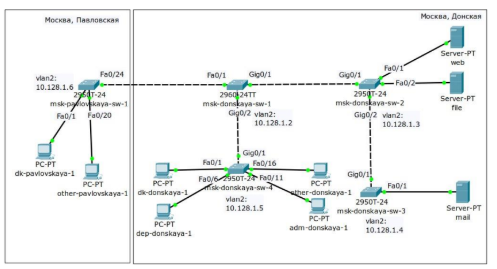 Москва, Павловская
Москва, Донская
vlan2:
10.128.1.6
Fa0/24
2950T-24
msk-pavlovskaya-sw-1
Fa0/1
Fa0/20
PC-PT
dk-pavlovskaya-1
PC-PT
other-pavlovskaya-1
Fa0/1
Gig0/1
2960-24TT
msk-donskaya-sw-1
Gig0/2
vlan2:
10.128.1.2
Gig0/1
Fa0/1
Fa0/2
2950T-24
msk-donskaya-sw-2
Gig0/2
vlan2:
10.128.1.3
Server-PT
web
Server-PT
file
Gig0/1
Fa0/1
Fa0/16
2950T-24
Fa0/6
Fa0/11
msk-donskaya-sw-4
vlan2:
10.128.1.5
PC-PT
dk-donskaya-1
PC-PT
other-donskaya-1
PC-PT
dep-donskaya-1
PC-PT
adm-donskaya-1
Gig0/1
Fa0/1
2950T-24
msk-donskaya-sw-3
vlan2:
10.128.1.4
Server-PT
mail